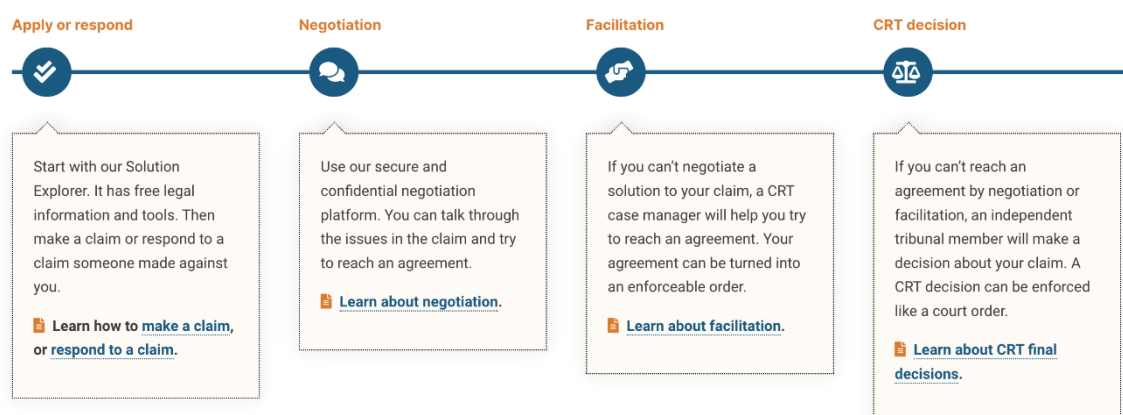 Apply or respond
Negotiation
Facilitation
CRT decision
Start with our Solution
Explorer. It has free legal
information and tools. Then
make a claim or respond to a
claim someone made against
you.
Learn how to make a claim,
or respond to a claim.
Use our secure and
confidential negotiation
platform. You can talk through
the issues in the claim and try
to reach an agreement.
Learn about negotiation.
If you can’t negotiate a
solution to your claim, a CRT
case manager will help you try
to reach an agreement. Your
agreement can be turned into
an enforceable order.
Learn about facilitation.
If you can’t reach an
agreement by negotiation or
facilitation, an independent
tribunal member will make a
decision about your claim. A
CRT decision can be enforced
like a court order.
Learn about CRT final
decisions.